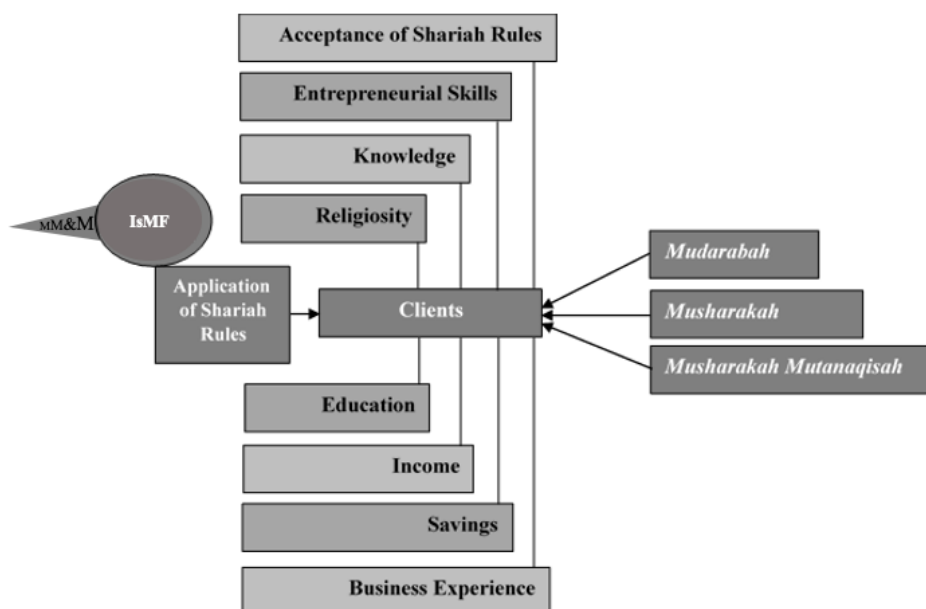 Acceptance of Shariah Rules
Entrepreneurial Skills
Knowledge
Religiosity
MM&M
IsMF
Application
of Shariah
Rules
Clients
Mudarabah
Musharakah
Musharakah Mutanaqisah
Education
Income
Savings
Business Experience